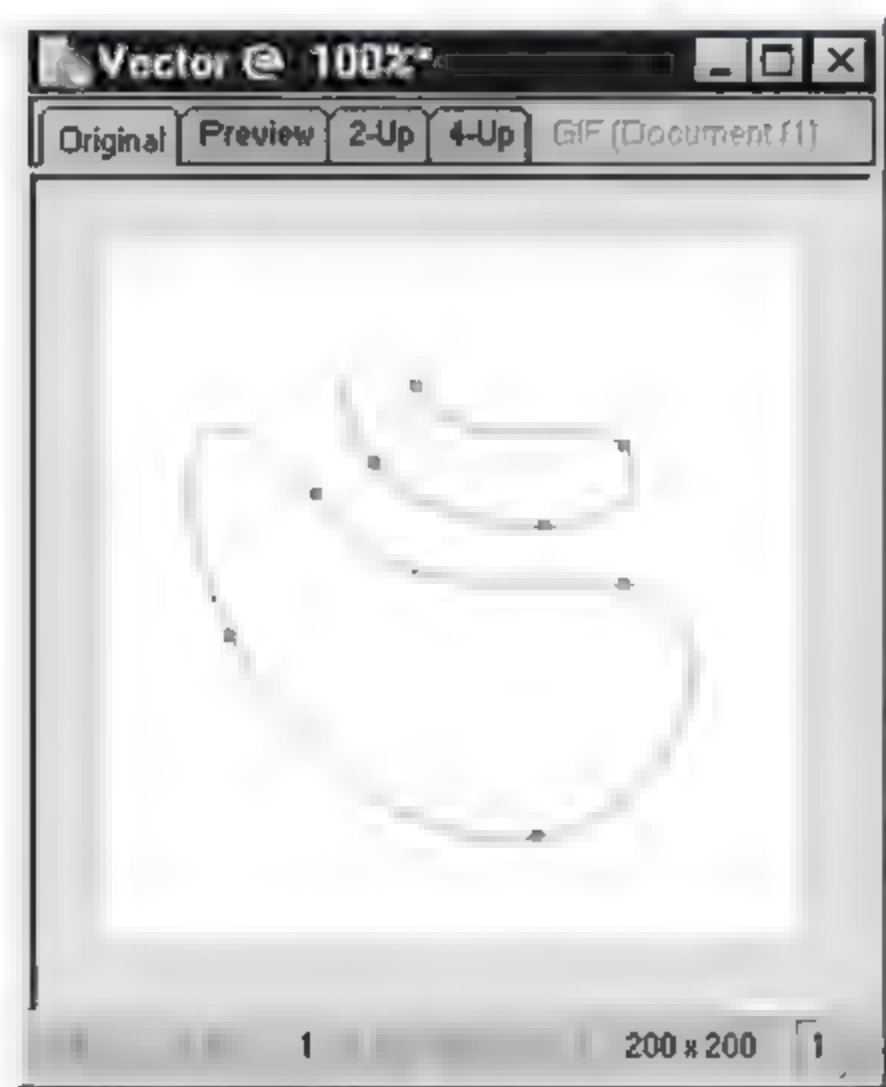 Vector @ 100%*
Original Preview 2-Up 4-Up GIF (Document f1)
1 200 x 200 1